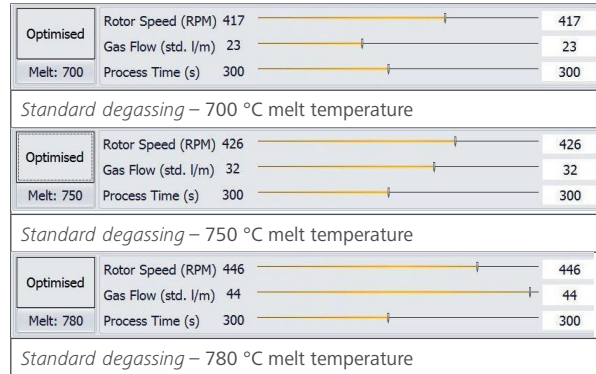 Rotor Speed (RPM) 417 417
Optimised
Gas Flow (std. l/m) 23 23
Melt: 700 Process Time (s) 300 300
Standard degassing – 700 °C melt temperature
Rotor Speed (RPM) 426 426
Optimised
Gas Flow (std. l/m) 32 32
Melt: 750 Process Time (s) 300 300
Standard degassing – 750 °C melt temperature
Rotor Speed (RPM) 446 446
Optimised
Gas Flow (std. l/m) 44 44
Melt: 780 Process Time (s) 300 300
Standard degassing – 780 °C melt temperature